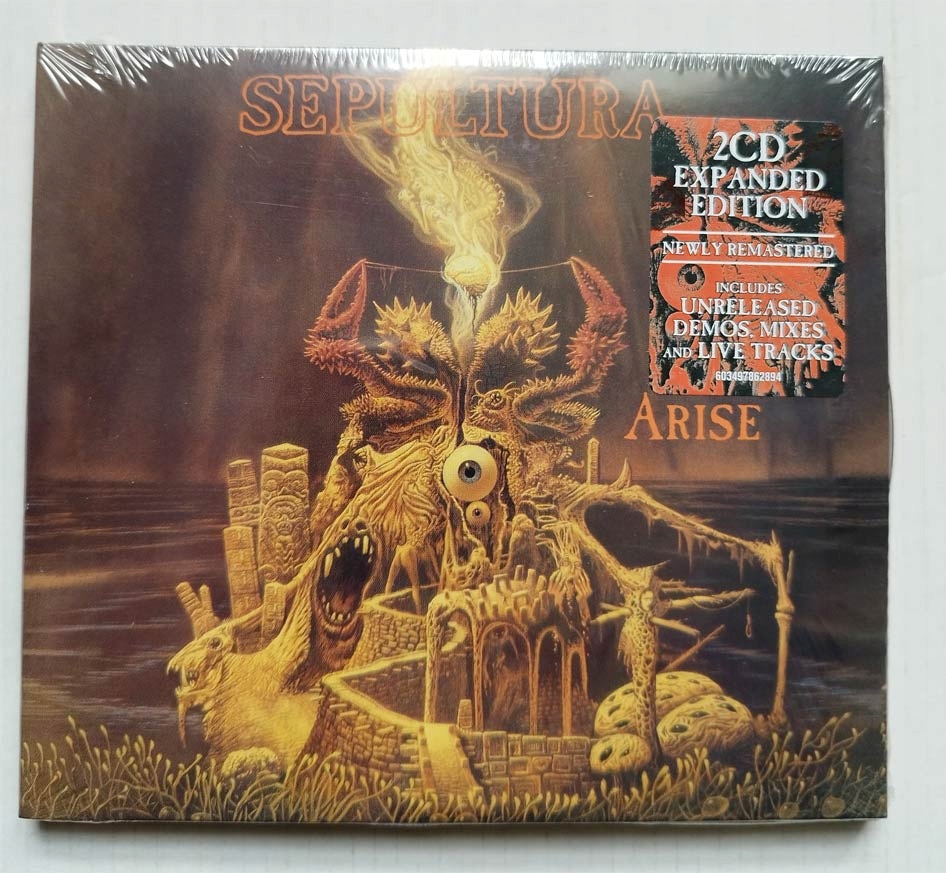 SEPULTURA
2CD
EXPANDED
EDITION
NEWLY REMASTERED
INCLUDES
UNRELEASED
DEMOS, MIXES
AND LIVE TRACKS
603497862894
ARISE